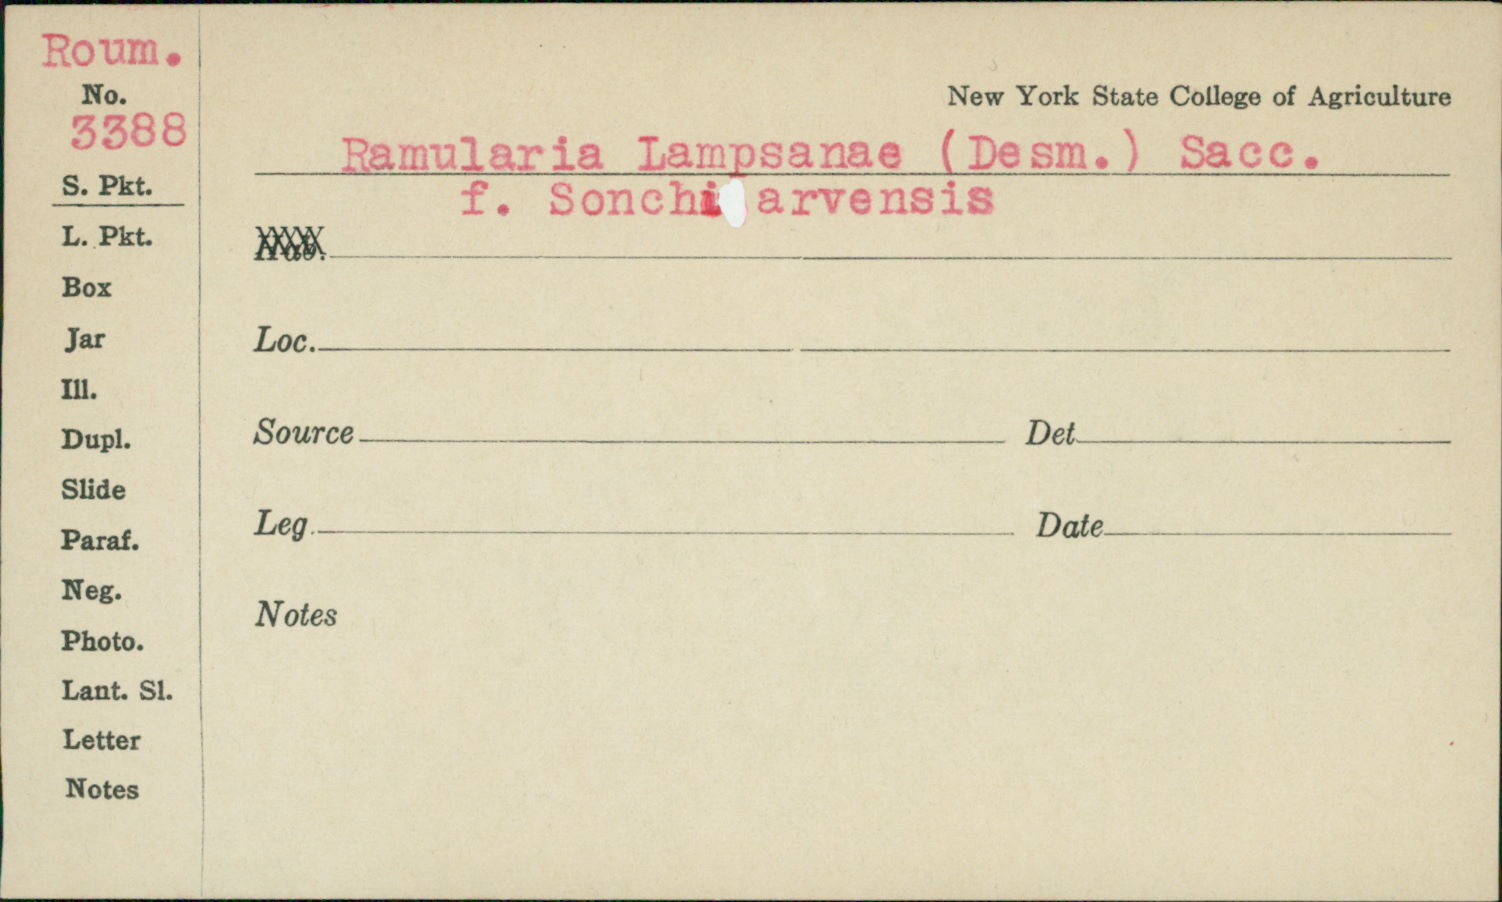 Roum.
No.
3388
S. Pkt.
L. Pkt.
Box
Jar
Ill.
Dupl.
Slide
Paraf.
Neg.
Photo.
Lant. Sl.
Letter
Notes
New York State College of Agriculture
Ramularia Lampsanae (Desm.) Sacc.
f. Sonchi arvensis
Loc.
Source Det.
Leg. Date
Notes